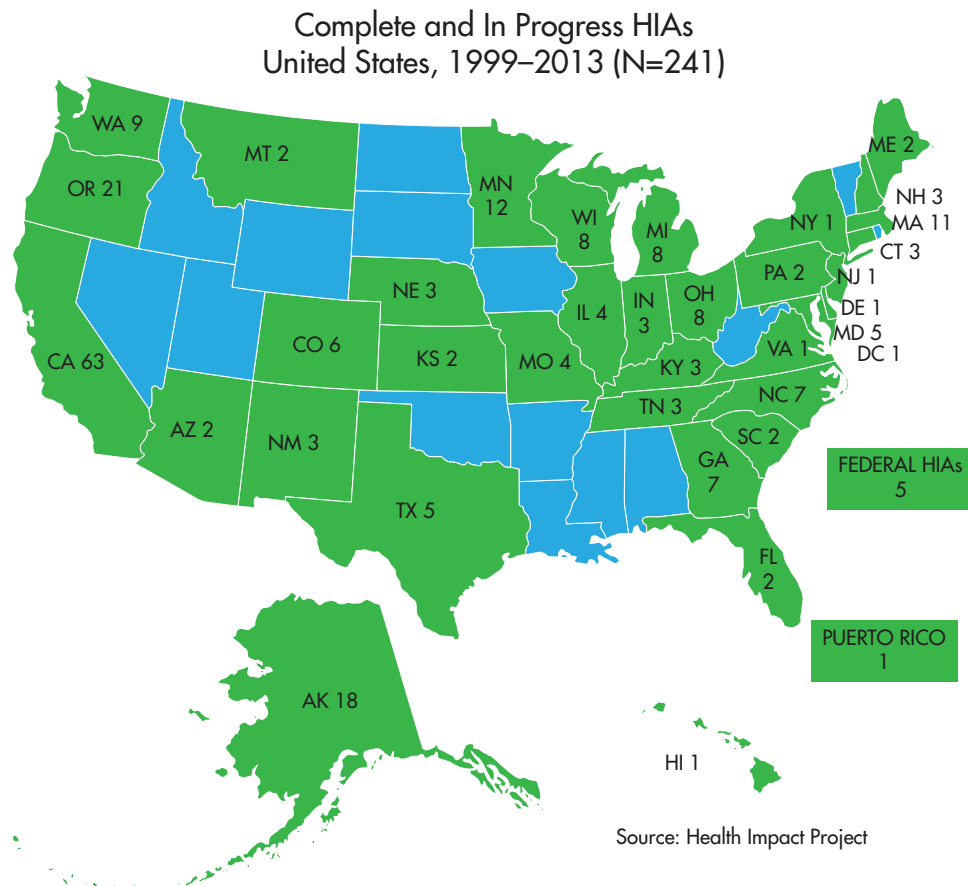 Complete and In Progress HIAs
United States, 1999–2013 (N=241)
WA 9
MT 2
ME 2
OR 21
MN
12
NH 3
WI
8
MI
8
NY 1
MA 11
CT 3
PA 2
NJ 1
NE 3
IL 4
IN
3
OH
8
DE 1
MD 5
DC 1
CA 63
CO 6
KS 2
MO 4
KY 3
VA 1
AZ 2
NM 3
TN 3
NC 7
SC 2
GA
7
FEDERAL HIAs
5
TX 5
FL
2
PUERTO RICO
1
AK 18
HI 1
Source: Health Impact Project